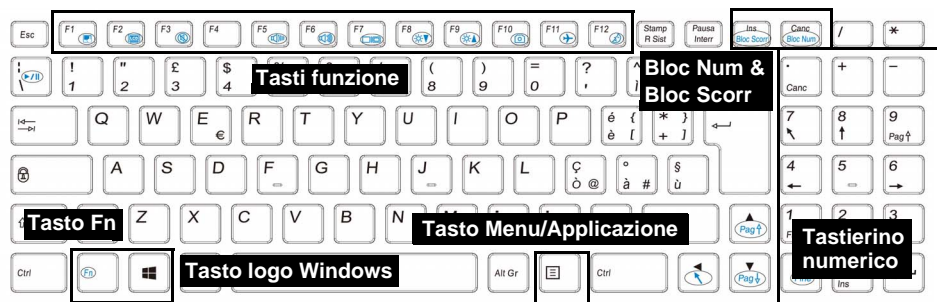 Esc F1 F2 F3 F4 F5 F6 F7 F8 F9 F10 F11 F12 Stamp R Sist Pausa Interr Ins Bloc Scorr Canc Bloc Num / *
\ ! 1 " 2 £ 3 $ 4 ( 8 ) 9 = 0 ? ' ^ ì . Canc + -
Tasti funzione
Bloc Num &
Bloc Scorr
Q W E € R T Y U I O P é { è [ * } + ] 7 8 9 Pag
A S D F G H J K L Ç Ò @ ° à # § ù 4 5 6
Tasto Fn
Z X C V B N Pag 1 2 3
Tasto Menu/Applicazione
Tastierino
numerico
Ctrl Fn Alt Gr Ctrl Pag Ins
Tasto logo Windows